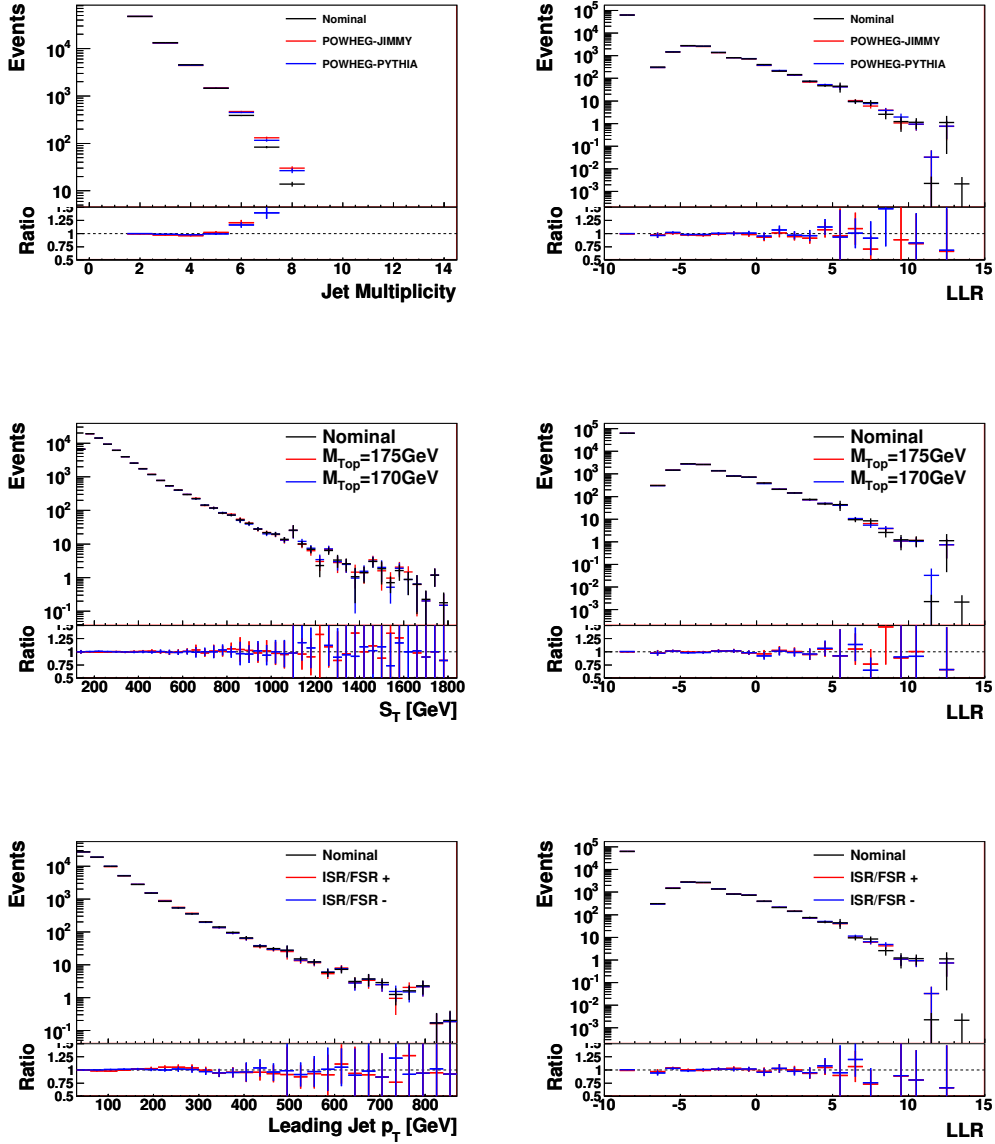 Events
10⁴
10³
10²
10
Nominal
POWHEG-JIMMY
POWHEG-PYTHIA
Ratio
1.5
1.25
1
0.75
0.5
0 2 4 6 8 10 12 14
Jet Multiplicity
Events
10⁵
10⁴
10³
10²
10
1
10⁻¹
10⁻²
10⁻³
Nominal
POWHEG-JIMMY
POWHEG-PYTHIA
Ratio
1.5
1.25
1
0.75
0.5
-10 -5 0 5 10 15
LLR
Events
10⁴
10³
10²
10
1
10⁻¹
Nominal
M_Top=175GeV
M_Top=170GeV
Ratio
1.5
1.25
1
0.75
0.5
200 400 600 800 1000 1200 1400 1600 1800
S_T [GeV]
Events
10⁵
10⁴
10³
10²
10
1
10⁻¹
10⁻²
10⁻³
Nominal
M_Top=175GeV
M_Top=170GeV
Ratio
1.5
1.25
1
0.75
0.5
-10 -5 0 5 10 15
LLR
Events
10⁴
10³
10²
10
1
10⁻¹
Nominal
ISR/FSR +
ISR/FSR -
Ratio
1.5
1.25
1
0.75
0.5
100 200 300 400 500 600 700 800
Leading Jet p_T [GeV]
Events
10⁵
10⁴
10³
10²
10
1
10⁻¹
10⁻²
10⁻³
Nominal
ISR/FSR +
ISR/FSR -
Ratio
1.5
1.25
1
0.75
0.5
-10 -5 0 5 10 15
LLR